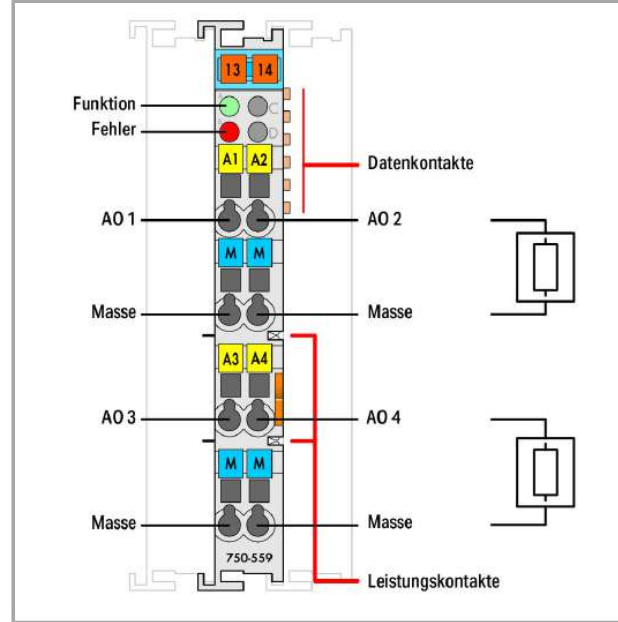 13 14
Funktion
A C
Fehler
B D
A1 A2
Datenkontakte
AO 1
AO 2
M M
Masse
Masse
A3 A4
AO 3
AO 4
M M
Masse
Masse
750-559
Leistungskontakte